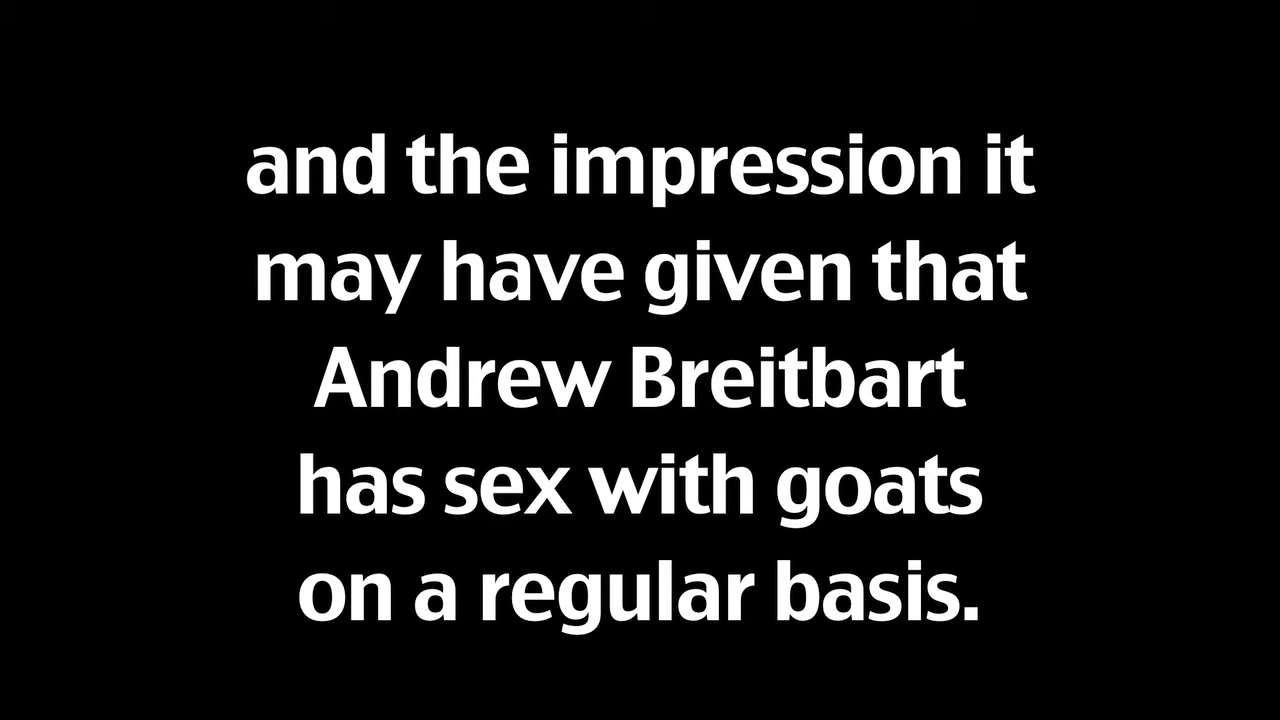 and the impression it
may have given that
Andrew Breitbart
has sex with goats
on a regular basis.